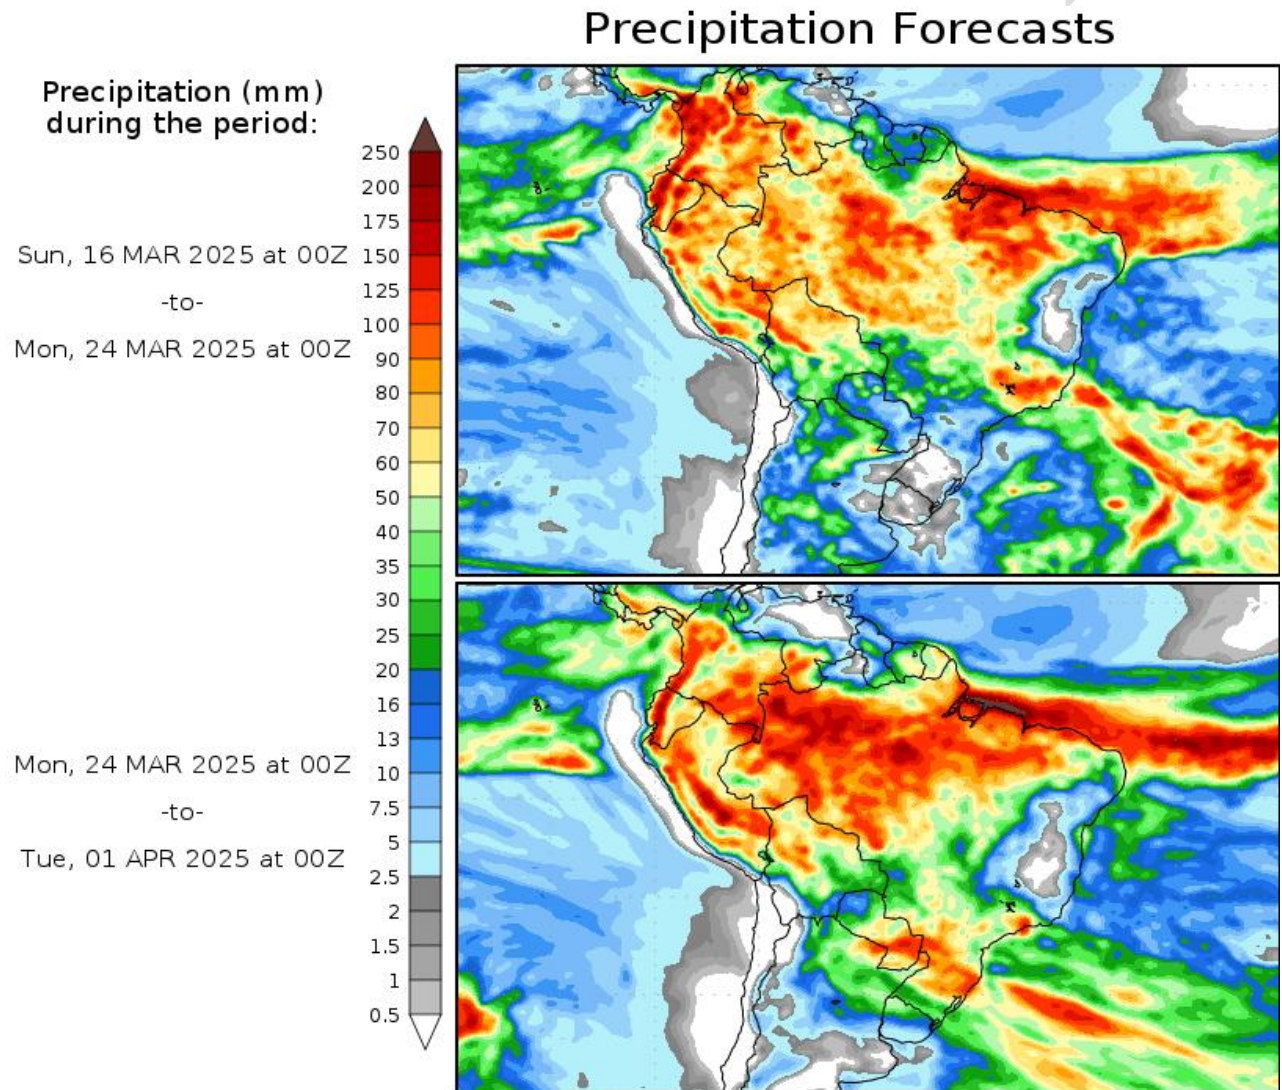 Precipitation Forecasts
Precipitation (mm)
during the period:
250
200
175
150
125
100
90
80
70
60
50
40
35
30
25
20
16
13
10
7.5
5
2.5
2
1.5
1
0.5
Sun, 16 MAR 2025 at 00Z
-to-
Mon, 24 MAR 2025 at 00Z
Mon, 24 MAR 2025 at 00Z
-to-
Tue, 01 APR 2025 at 00Z